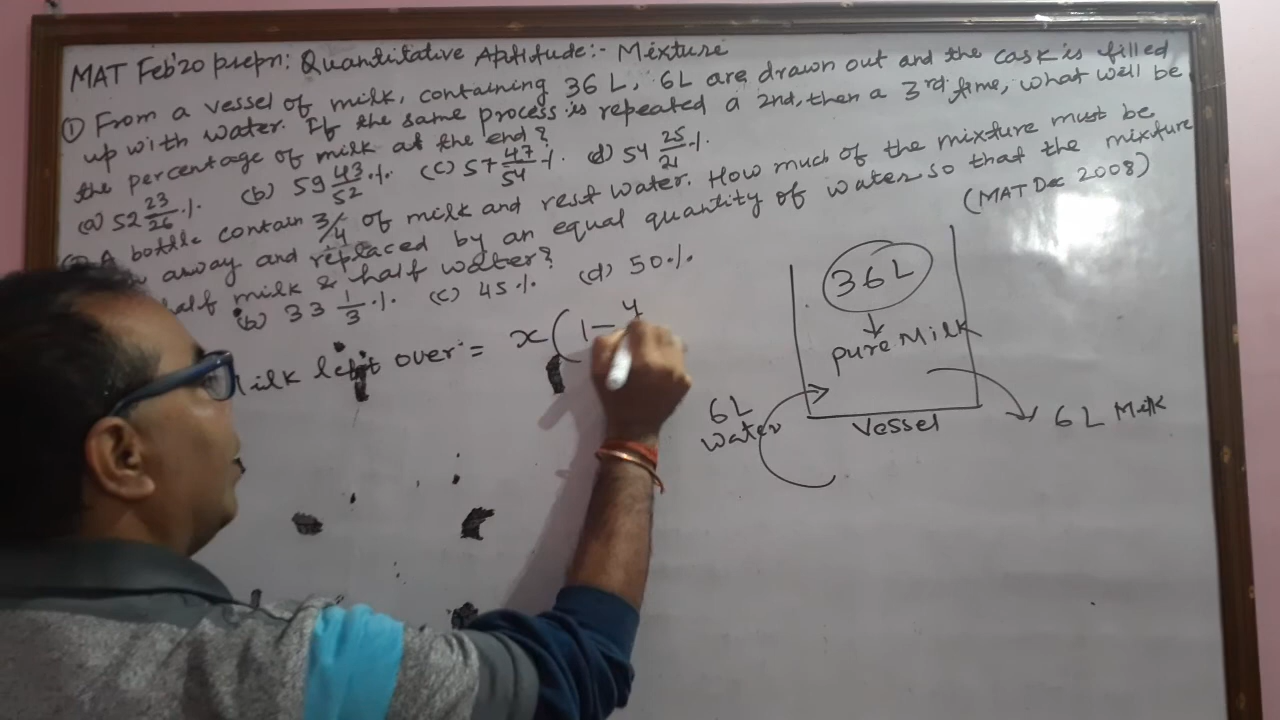 MAT Feb'20 prepn: Quantitative Aptitude:- Mixture
① From a vessel of milk, containing 36 L, 6L are drawn out and the cask is filled
up with water. If the same process is repeated a 2nd, then a 3rd time, what will be
the percentage of milk at the end?
(a) 52 23/26 %. (b) 59 43/52 %. (c) 57 47/54 %. (d) 54 25/21 %.
A bottle contain 3/4 of milk and rest water. How much of the mixture must be
away and replaced by an equal quantity of water so that the mixture
half milk & half water? (MAT Dec 2008)
(b) 33 1/3 %. (c) 45 %. (d) 50 %.
Milk left over = x(1 - y
36 L
pure Milk
6L
water
Vessel
6 L Milk